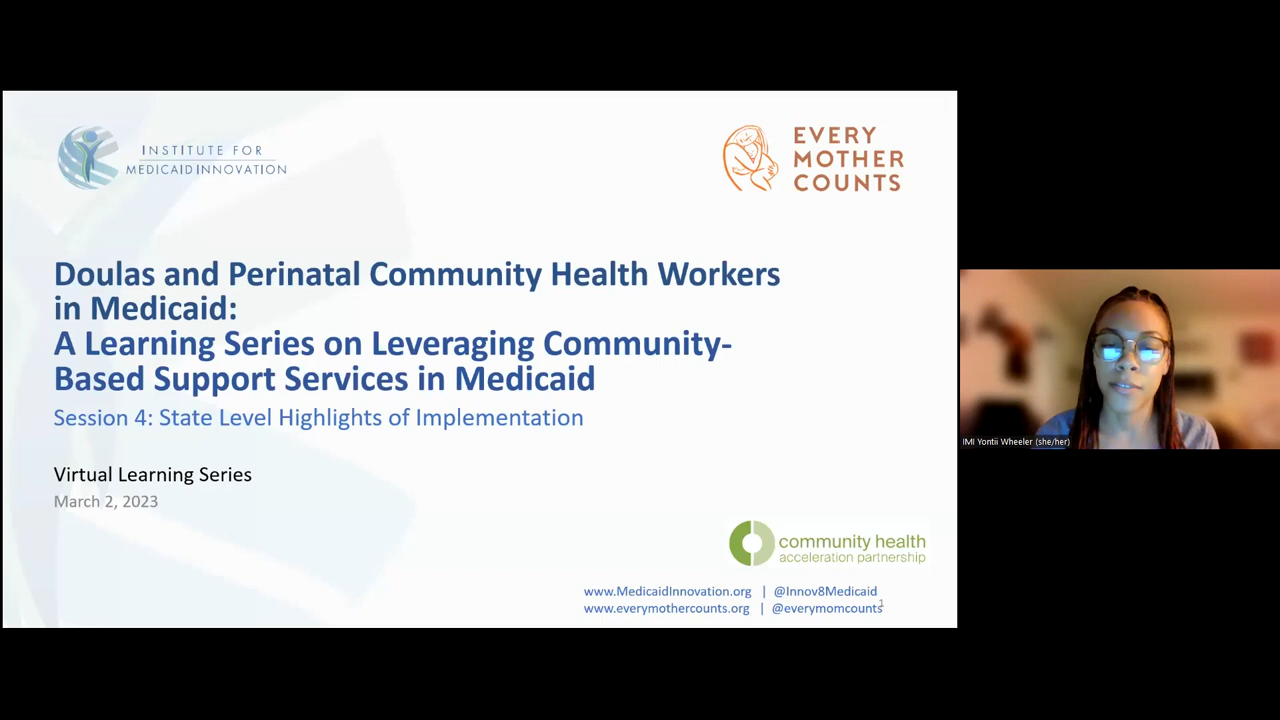 INSTITUTE FOR
MEDICAID INNOVATION
EVERY
MOTHER
COUNTS
Doulas and Perinatal Community Health Workers
in Medicaid:
A Learning Series on Leveraging Community-
Based Support Services in Medicaid
Session 4: State Level Highlights of Implementation
Virtual Learning Series
March 2, 2023
community health
acceleration partnership
www.MedicaidInnovation.org | @Innov8Medicaid
www.everymothercounts.org | @everymomcounts
1
IMI Yontii Wheeler (she/her)